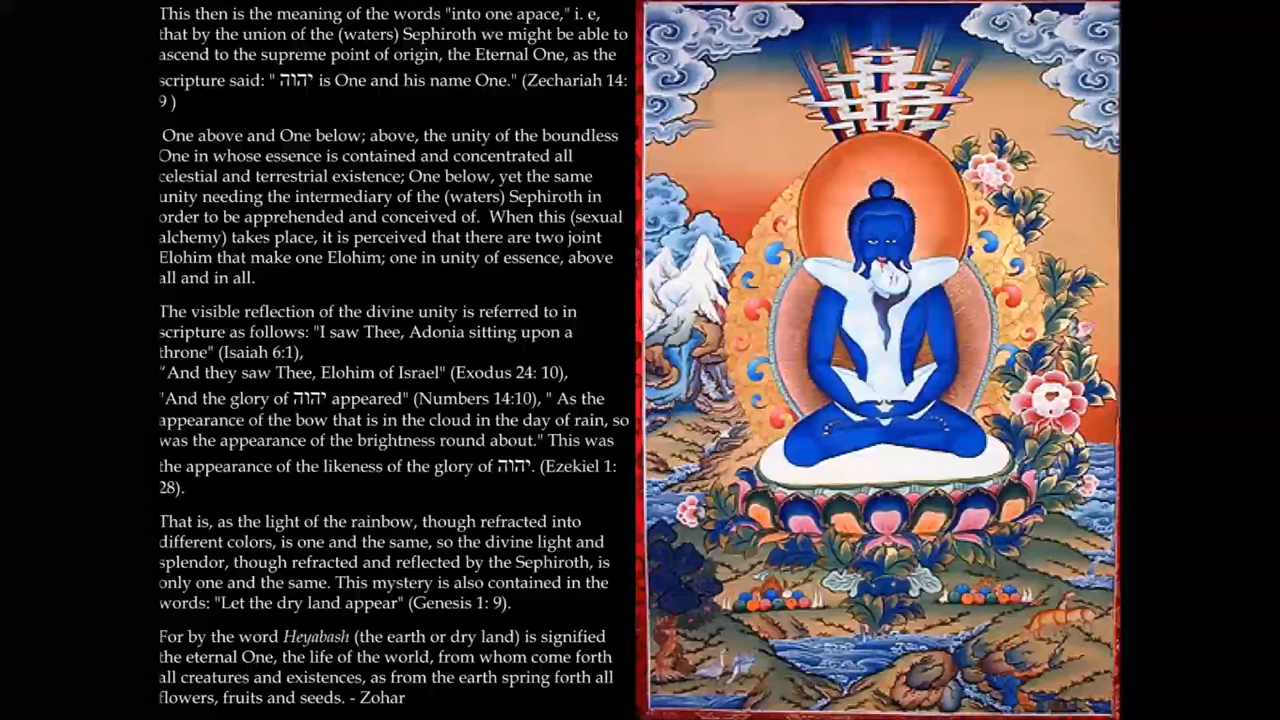 This then is the meaning of the words "into one apace," i. e,
that by the union of the (waters) Sephiroth we might be able to
ascend to the supreme point of origin, the Eternal One, as the
scripture said: " יהוה is One and his name One." (Zechariah 14:
9 )
One above and One below; above, the unity of the boundless
One in whose essence is contained and concentrated all
celestial and terrestrial existence; One below, yet the same
unity needing the intermediary of the (waters) Sephiroth in
order to be apprehended and conceived of. When this (sexual
alchemy) takes place, it is perceived that there are two joint
Elohim that make one Elohim; one in unity of essence, above
all and in all.
The visible reflection of the divine unity is referred to in
scripture as follows: "I saw Thee, Adonia sitting upon a
throne" (Isaiah 6:1),
“And they saw Thee, Elohim of Israel" (Exodus 24: 10),
"And the glory of יהוה appeared" (Numbers 14:10), " As the
appearance of the bow that is in the cloud in the day of rain, so
was the appearance of the brightness round about." This was
the appearance of the likeness of the glory of יהוה. (Ezekiel 1:
28).
That is, as the light of the rainbow, though refracted into
different colors, is one and the same, so the divine light and
splendor, though refracted and reflected by the Sephiroth, is
only one and the same. This mystery is also contained in the
words: "Let the dry land appear" (Genesis 1: 9).
For by the word Heyabash (the earth or dry land) is signified
the eternal One, the life of the world, from whom come forth
all creatures and existences, as from the earth spring forth all
flowers, fruits and seeds. - Zohar